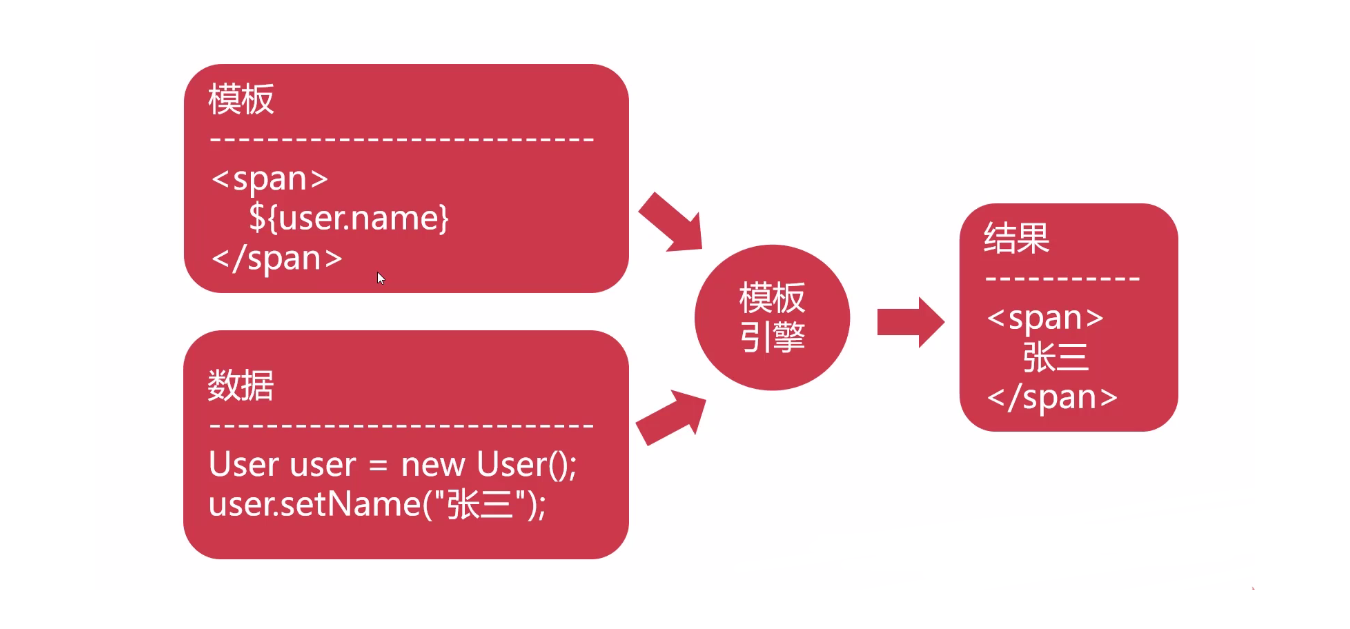 模板
---------------------------
<span>
${user.name}
</span>
数据
---------------------------
User user = new User();
user.setName("张三");
模板
引擎
结果
-----------
<span>
张三
</span>